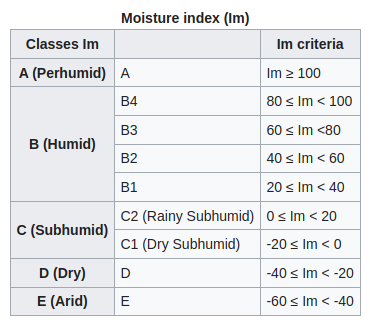 Moisture index (Im)
Classes Im Im criteria
A (Perhumid) A Im ≥ 100
B (Humid) B4 80 ≤ Im < 100
B3 60 ≤ Im <80
B2 40 ≤ Im < 60
B1 20 ≤ Im < 40
C (Subhumid) C2 (Rainy Subhumid) 0 ≤ Im < 20
C1 (Dry Subhumid) -20 ≤ Im < 0
D (Dry) D -40 ≤ Im < -20
E (Arid) E -60 ≤ Im < -40